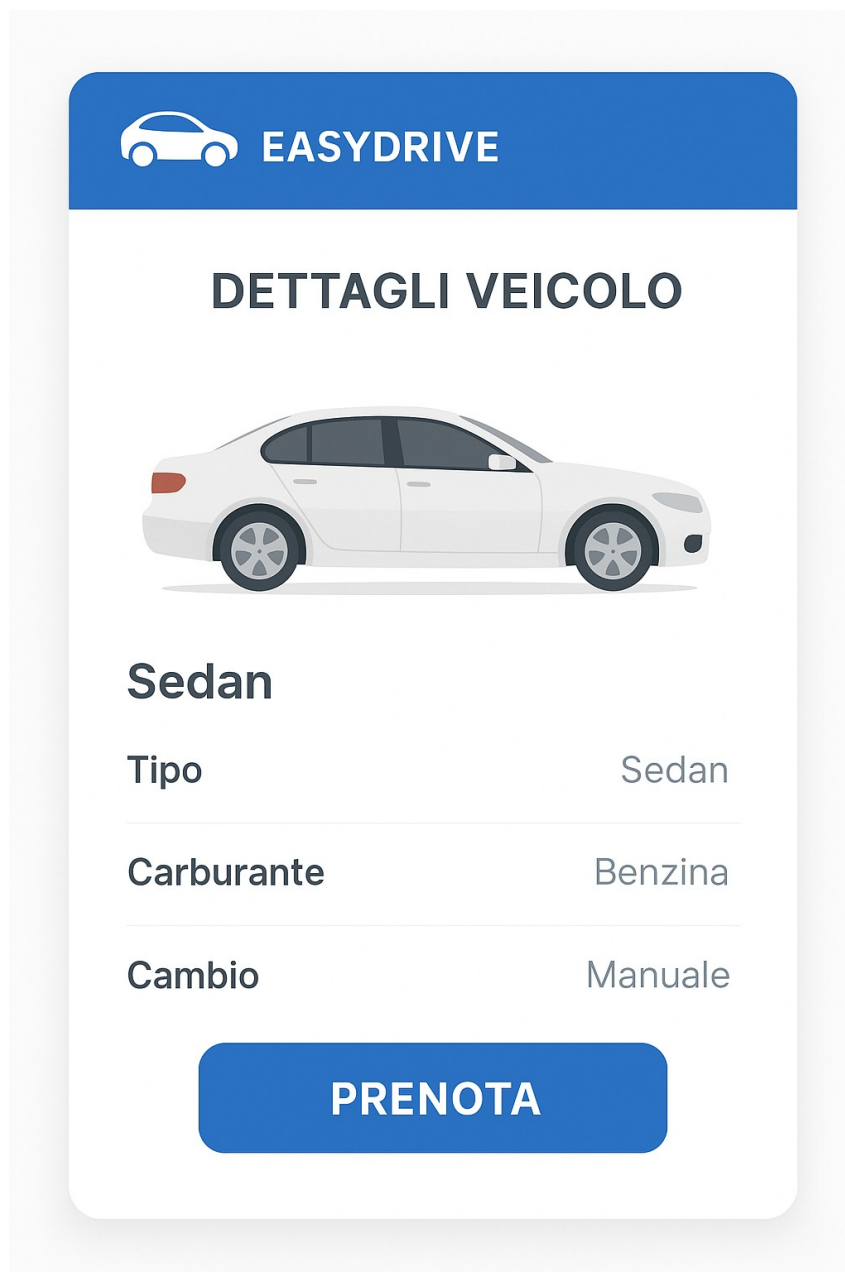 EASYDRIVE
DETTAGLI VEICOLO
Sedan
Tipo Sedan
Carburante Benzina
Cambio Manuale
PRENOTA